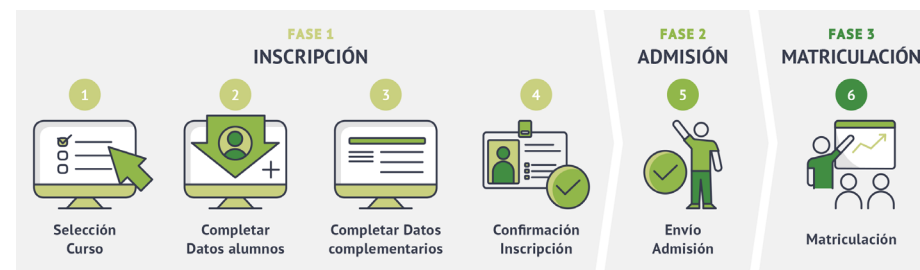 FASE 1
INSCRIPCIÓN
1
2
3
4
Selección
Curso
Completar
Datos alumnos
Completar Datos
complementarios
Confirmación
Inscripción
FASE 2
ADMISIÓN
5
Envío
Admisión
FASE 3
MATRICULACIÓN
6
Matriculación